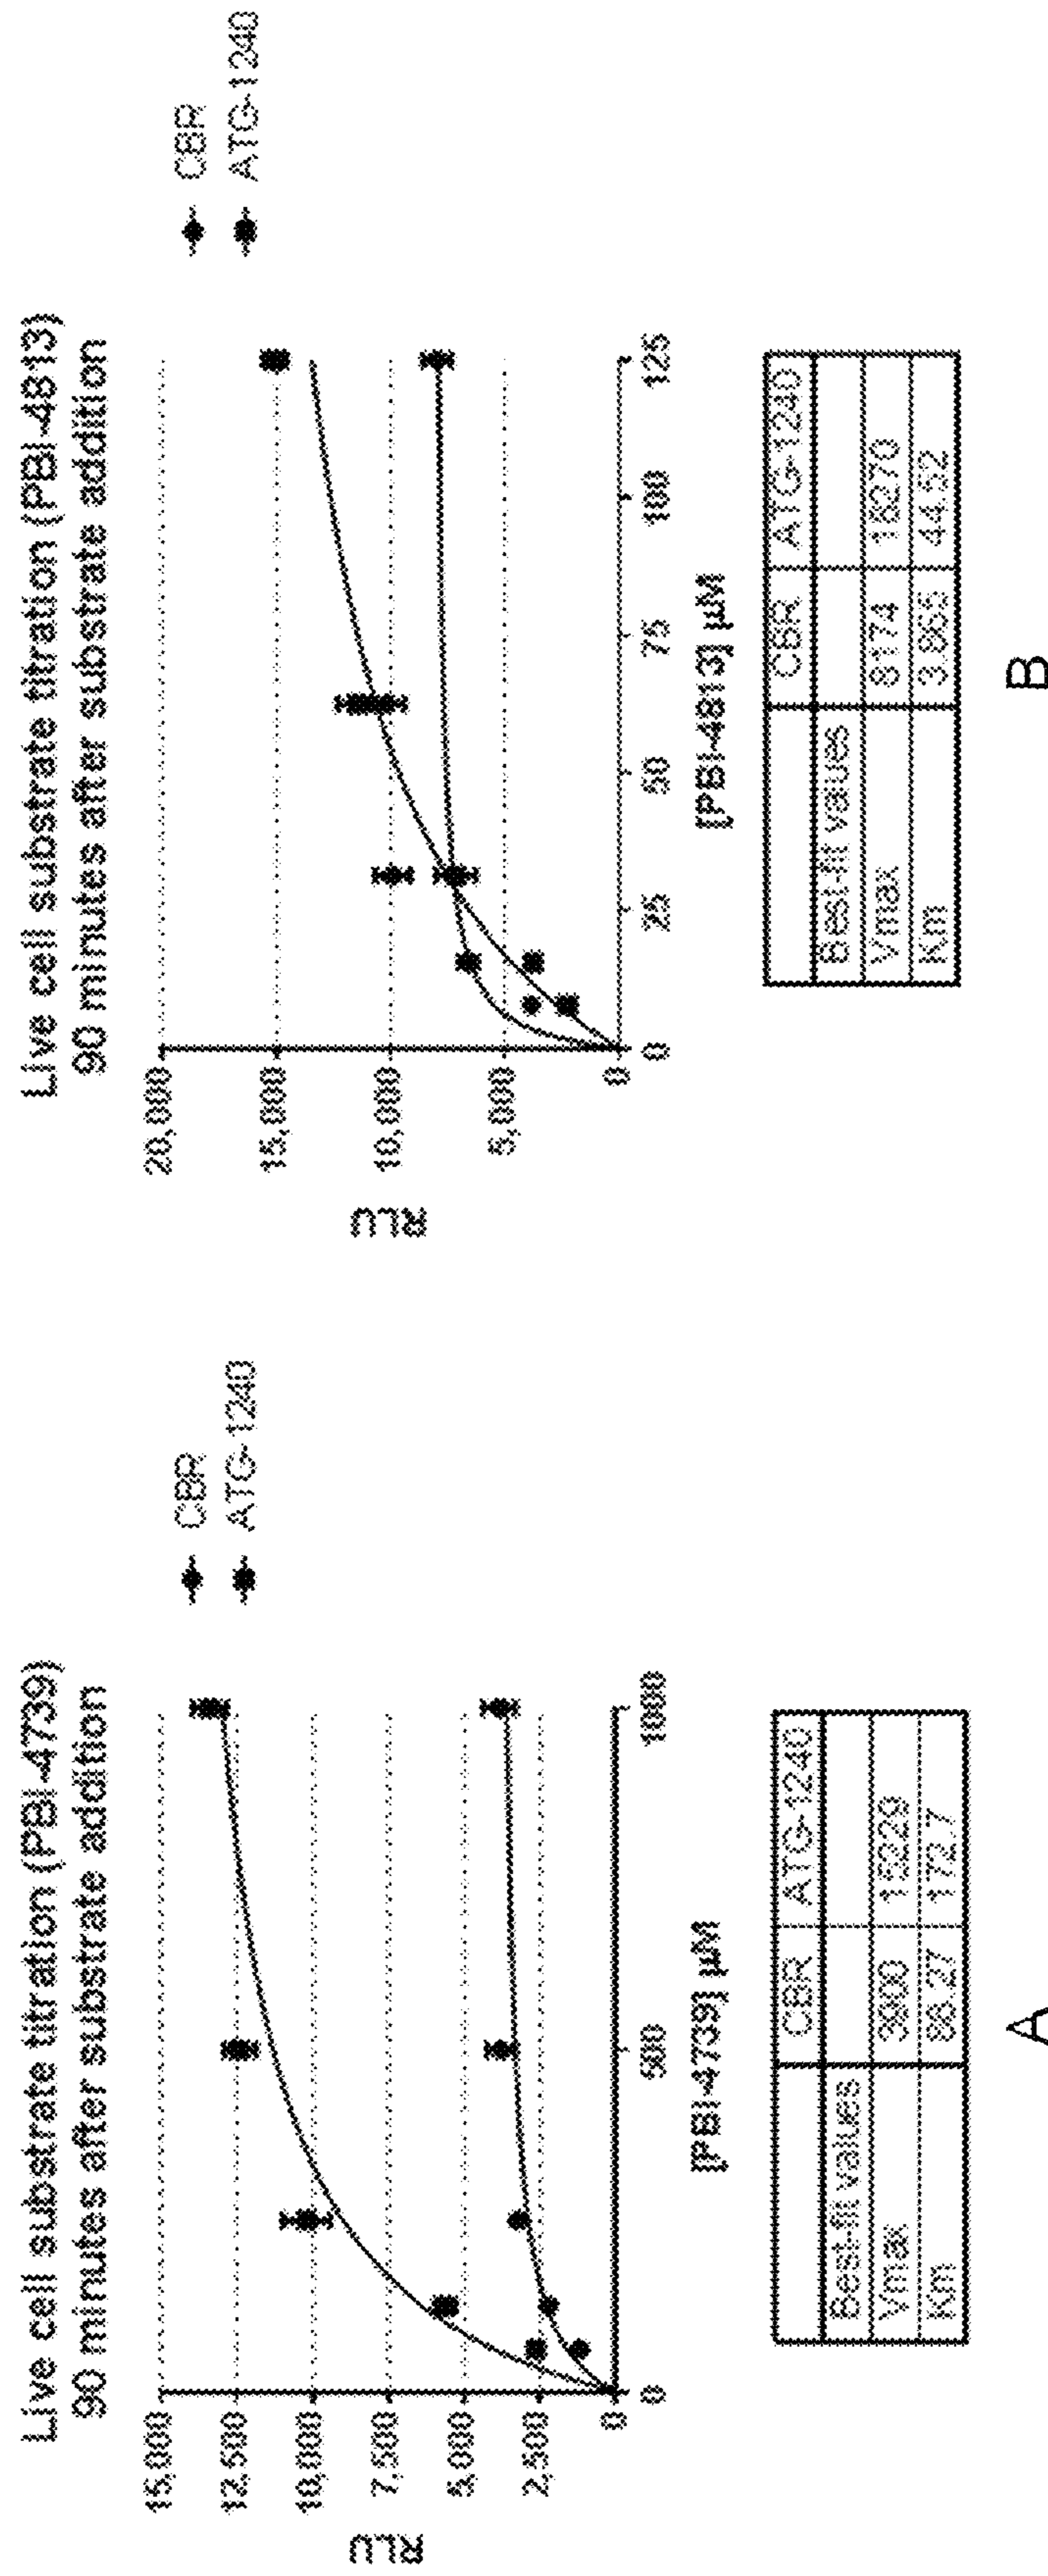 Live cell substrate titration (PBI-4739)
90 minutes after substrate addition
CBR
ATG-1240
15,000
12,500
10,000
7,500
5,000
2,500
0
RLU
0
500
1000
[PBI-4739] µM
CBR ATG-1240
Best-fit values
Vmax 3900 15229
Km 172.7
A
Live cell substrate titration (PBI-4813)
90 minutes after substrate addition
CBR
ATG-1240
20,000
15,000
10,000
5,000
0
RLU
0
25
50
75
100
125
[PBI-4813] µM
CBR ATG-1240
Best-fit values
Vmax 8174 18270
Km 3.865 44.52
B